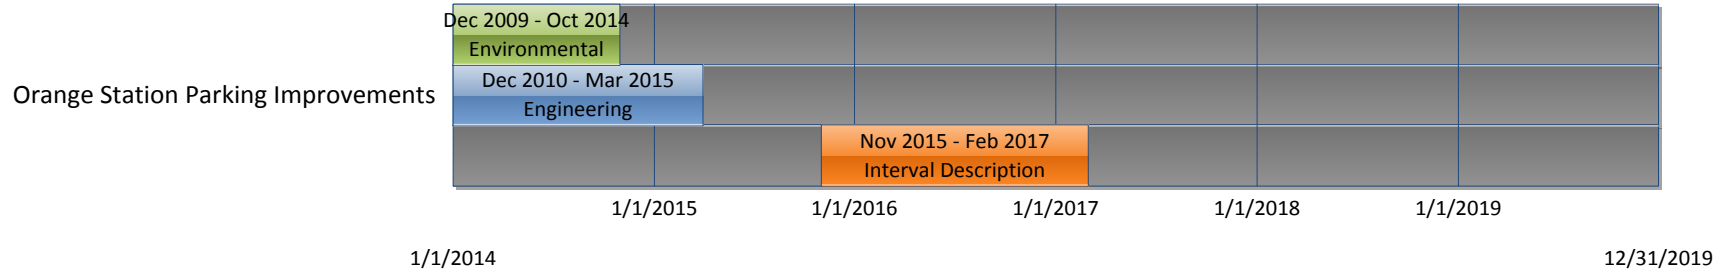 Dec 2009 - Oct 2014
Environmental
Orange Station Parking Improvements
Dec 2010 - Mar 2015
Engineering
Nov 2015 - Feb 2017
Interval Description
1/1/2015 1/1/2016 1/1/2017 1/1/2018 1/1/2019
1/1/2014 12/31/2019